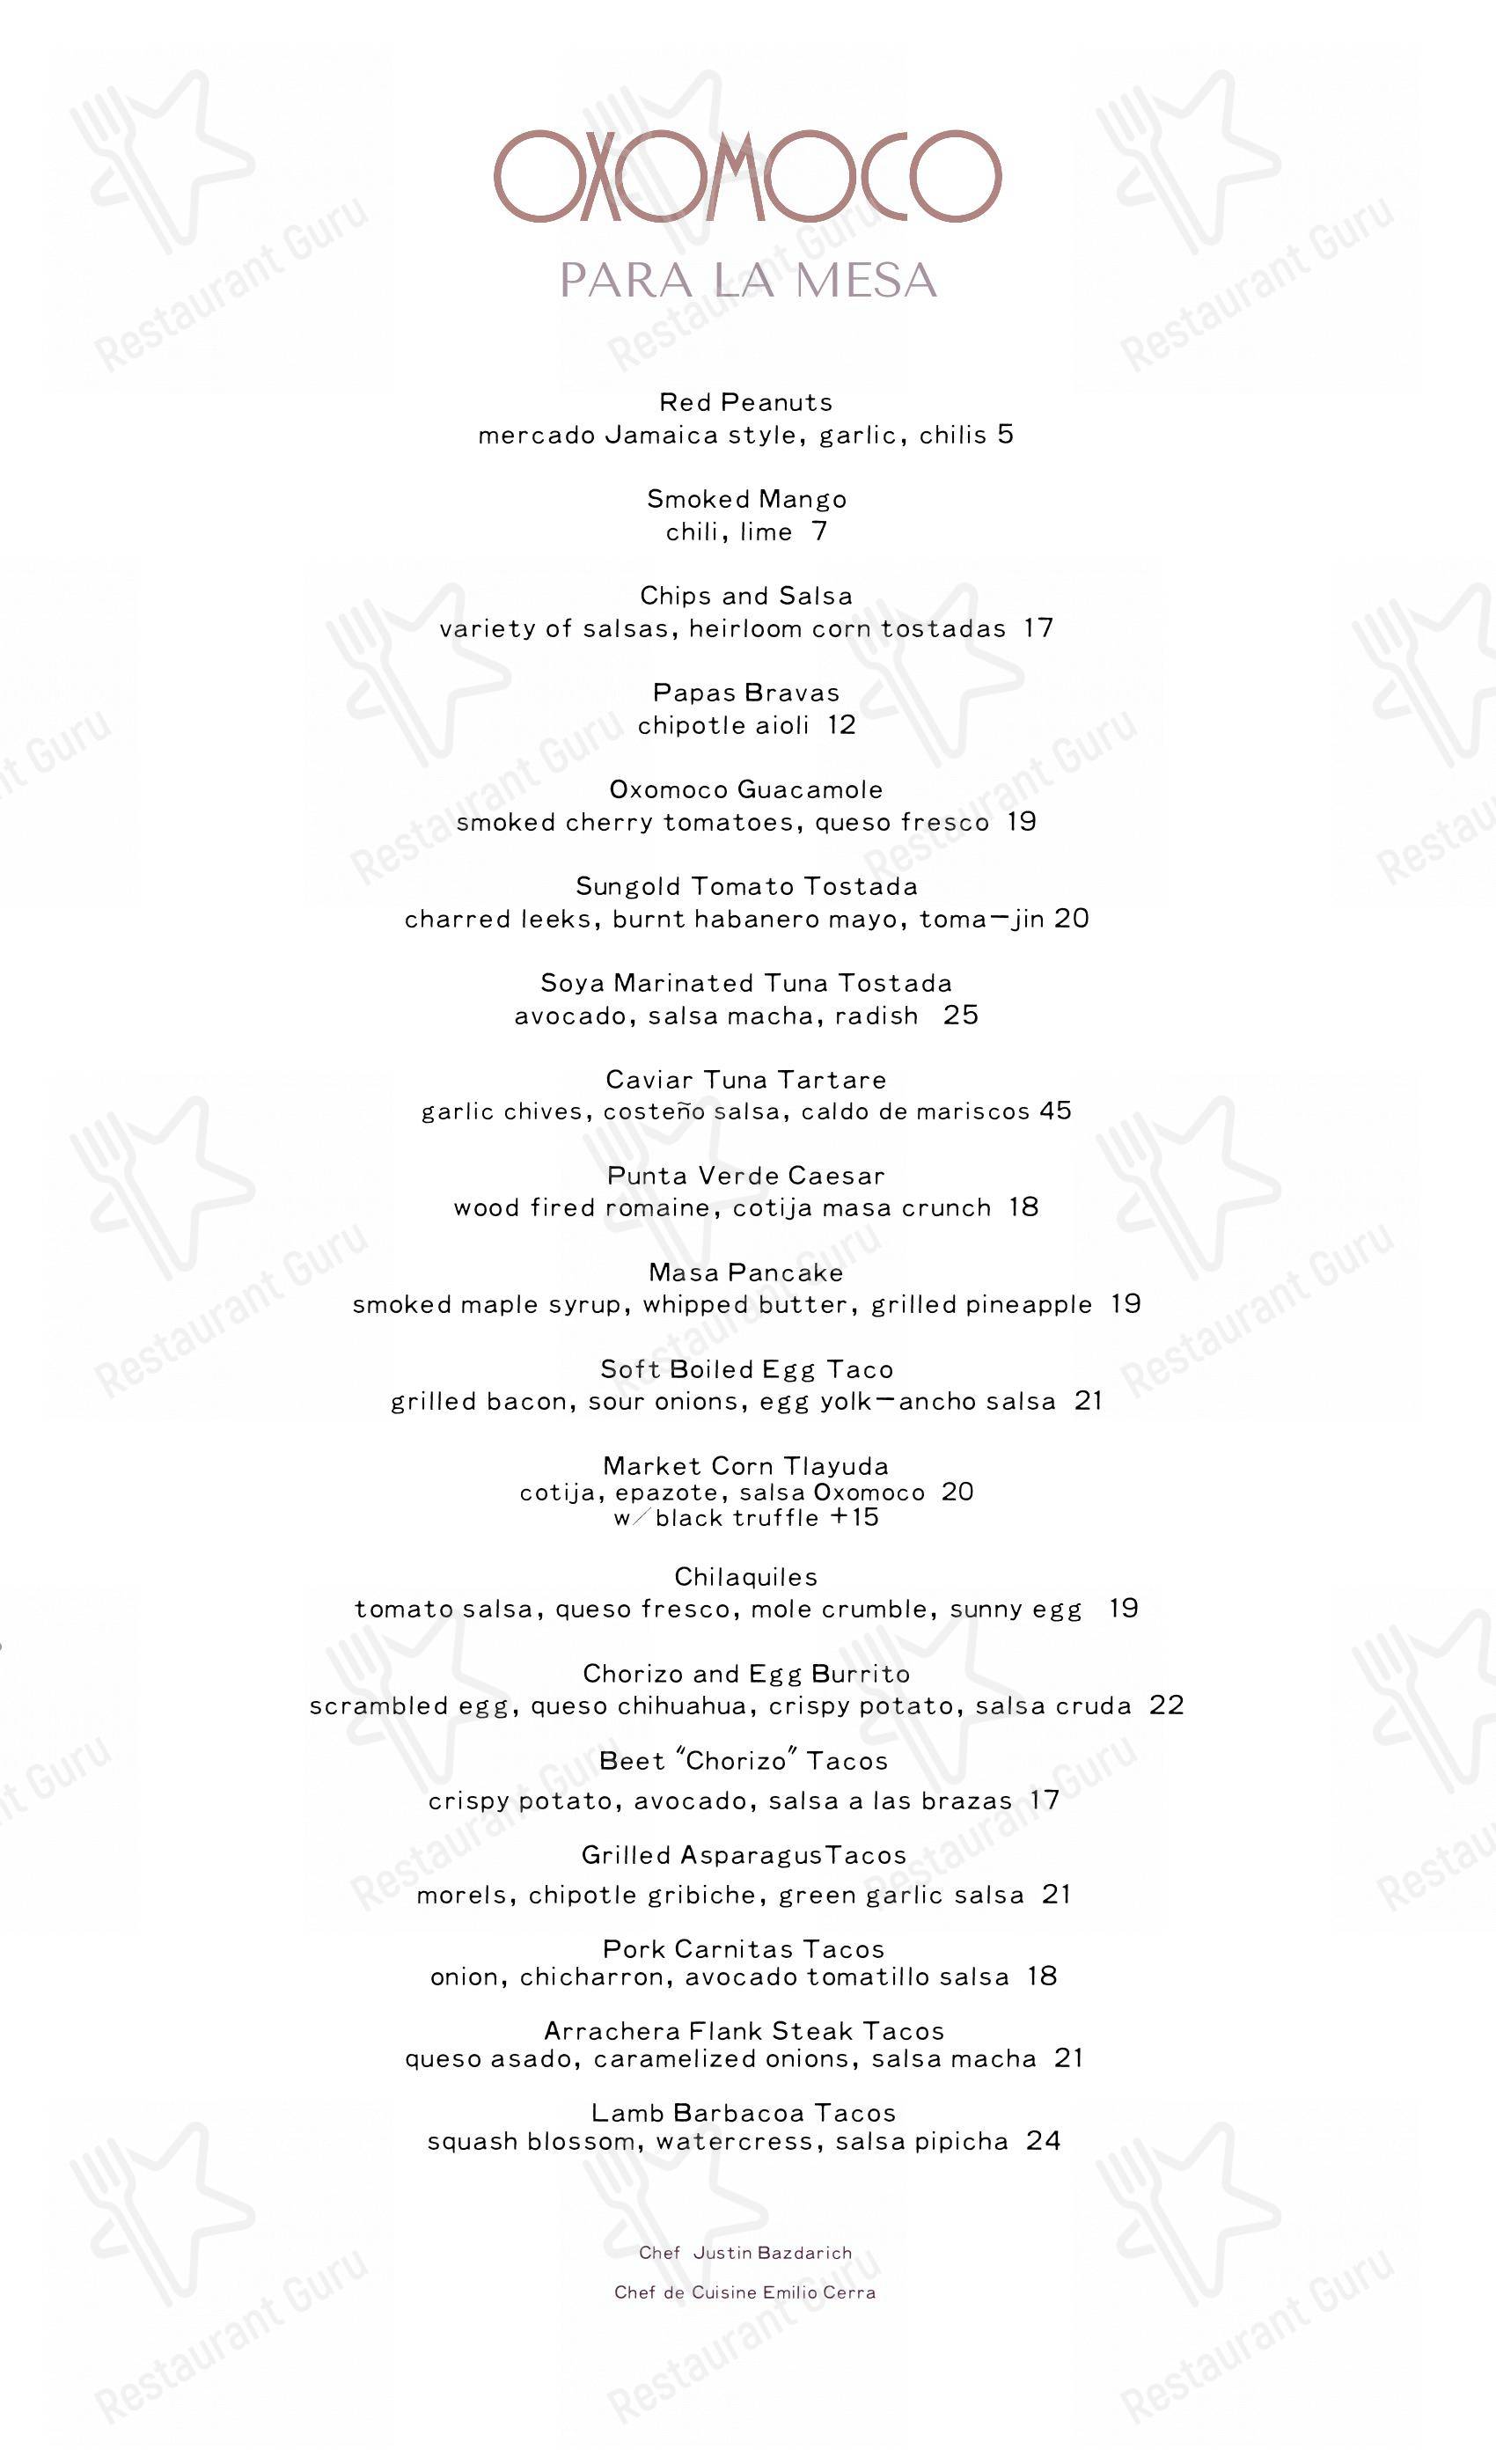 OXOMOCO
PARA LA MESA
Red Peanuts
mercado Jamaica style, garlic, chilis 5
Smoked Mango
chili, lime 7
Chips and Salsa
variety of salsas, heirloom corn tostadas 17
Papas Bravas
chipotle aioli 12
Oxomoco Guacamole
smoked cherry tomatoes, queso fresco 19
Sungold Tomato Tostada
charred leeks, burnt habanero mayo, toma-jin 20
Soya Marinated Tuna Tostada
avocado, salsa macha, radish 25
Caviar Tuna Tartare
garlic chives, costeño salsa, caldo de mariscos 45
Punta Verde Caesar
wood fired romaine, cotija masa crunch 18
Masa Pancake
smoked maple syrup, whipped butter, grilled pineapple 19
Soft Boiled Egg Taco
grilled bacon, sour onions, egg yolk-ancho salsa 21
Market Corn Tlayuda
cotija, epazote, salsa Oxomoco 20
w/black truffle +15
Chilaquiles
tomato salsa, queso fresco, mole crumble, sunny egg 19
Chorizo and Egg Burrito
scrambled egg, queso chihuahua, crispy potato, salsa cruda 22
Beet "Chorizo" Tacos
crispy potato, avocado, salsa a las brazas 17
Grilled AsparagusTacos
morels, chipotle gribiche, green garlic salsa 21
Pork Carnitas Tacos
onion, chicharron, avocado tomatillo salsa 18
Arrachera Flank Steak Tacos
queso asado, caramelized onions, salsa macha 21
Lamb Barbacoa Tacos
squash blossom, watercress, salsa pipicha 24
Chef Justin Bazdarich
Chef de Cuisine Emilio Cerra
Restaurant Guru